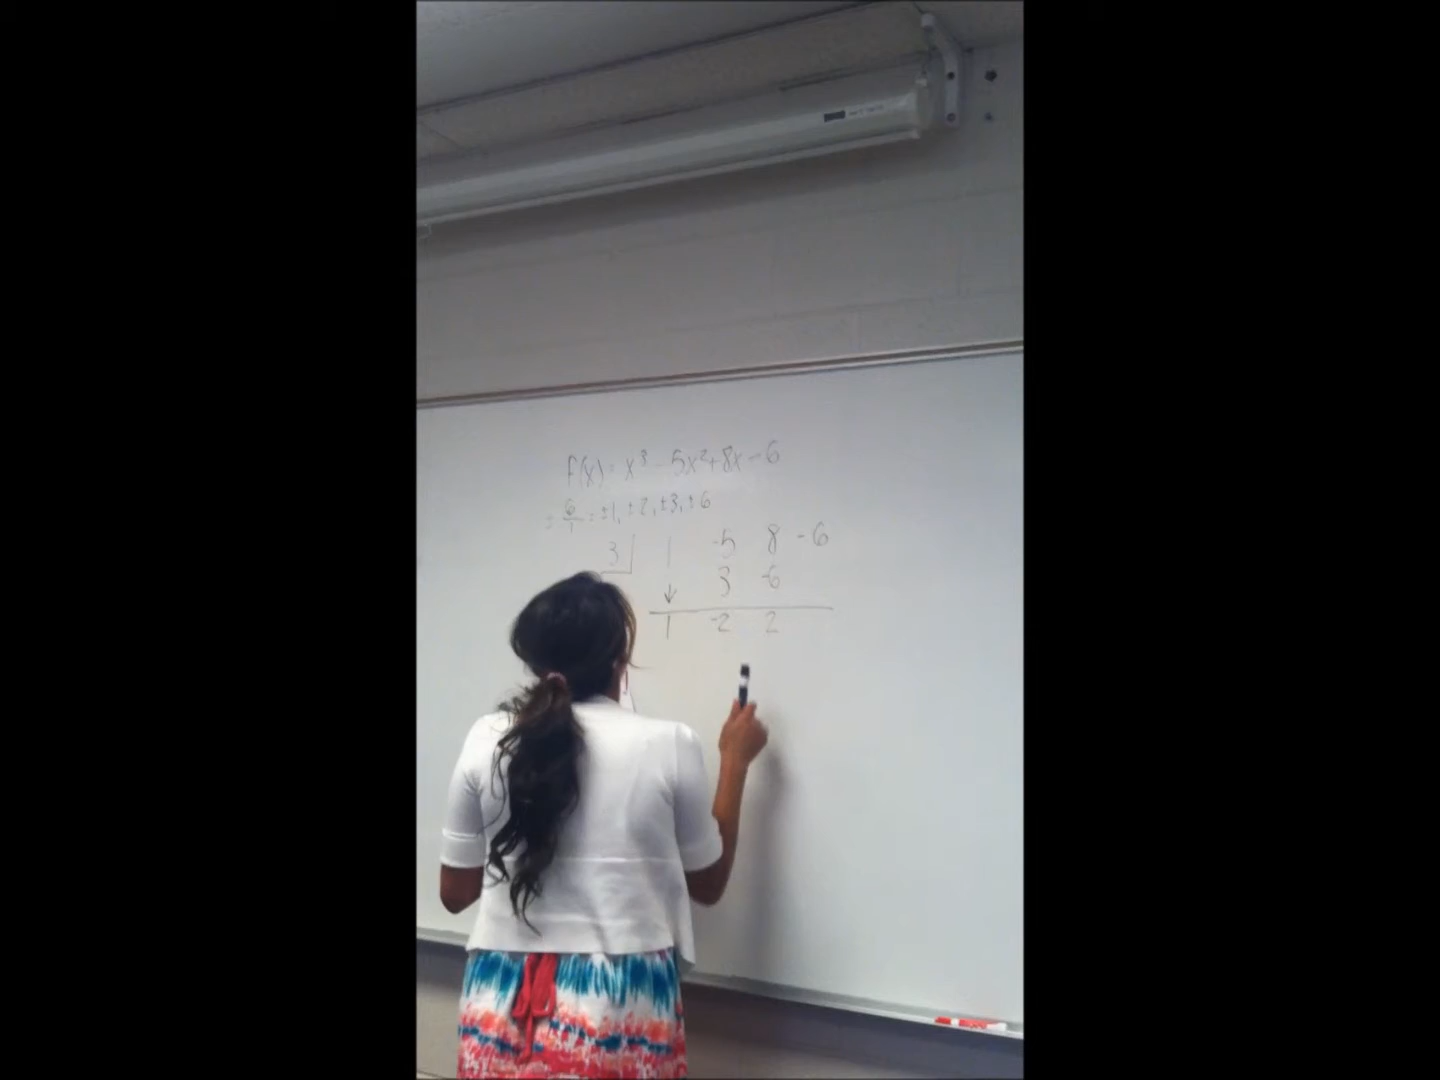 f(x) = x³ - 5x² + 8x - 6
± 6/1 = ±1, ±2, ±3, ±6
3 1 -5 8 -6
↓ 3 -6
1 -2 2